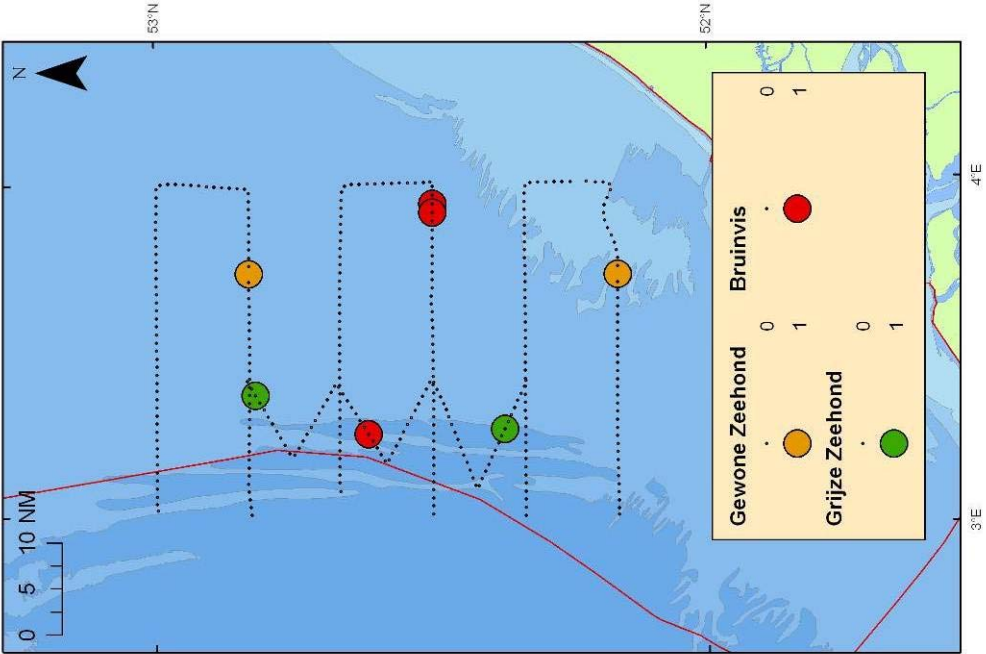 53°N
52°N
4°E
3°E
N
0 5 10 NM
Gewone Zeehond
0
1
Grijze Zeehond
0
1
Bruinvis
0
1